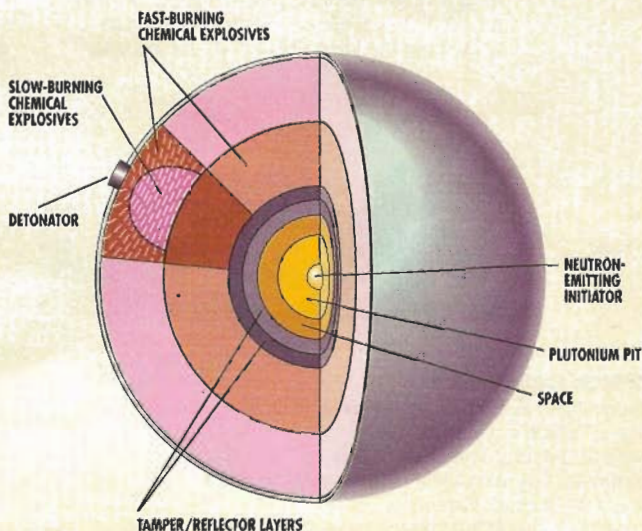 FAST-BURNING
CHEMICAL EXPLOSIVES
SLOW-BURNING
CHEMICAL
EXPLOSIVES
DETONATOR
NEUTRON-
EMITTING
INITIATOR
PLUTONIUM PIT
SPACE
TAMPER/REFLECTOR LAYERS